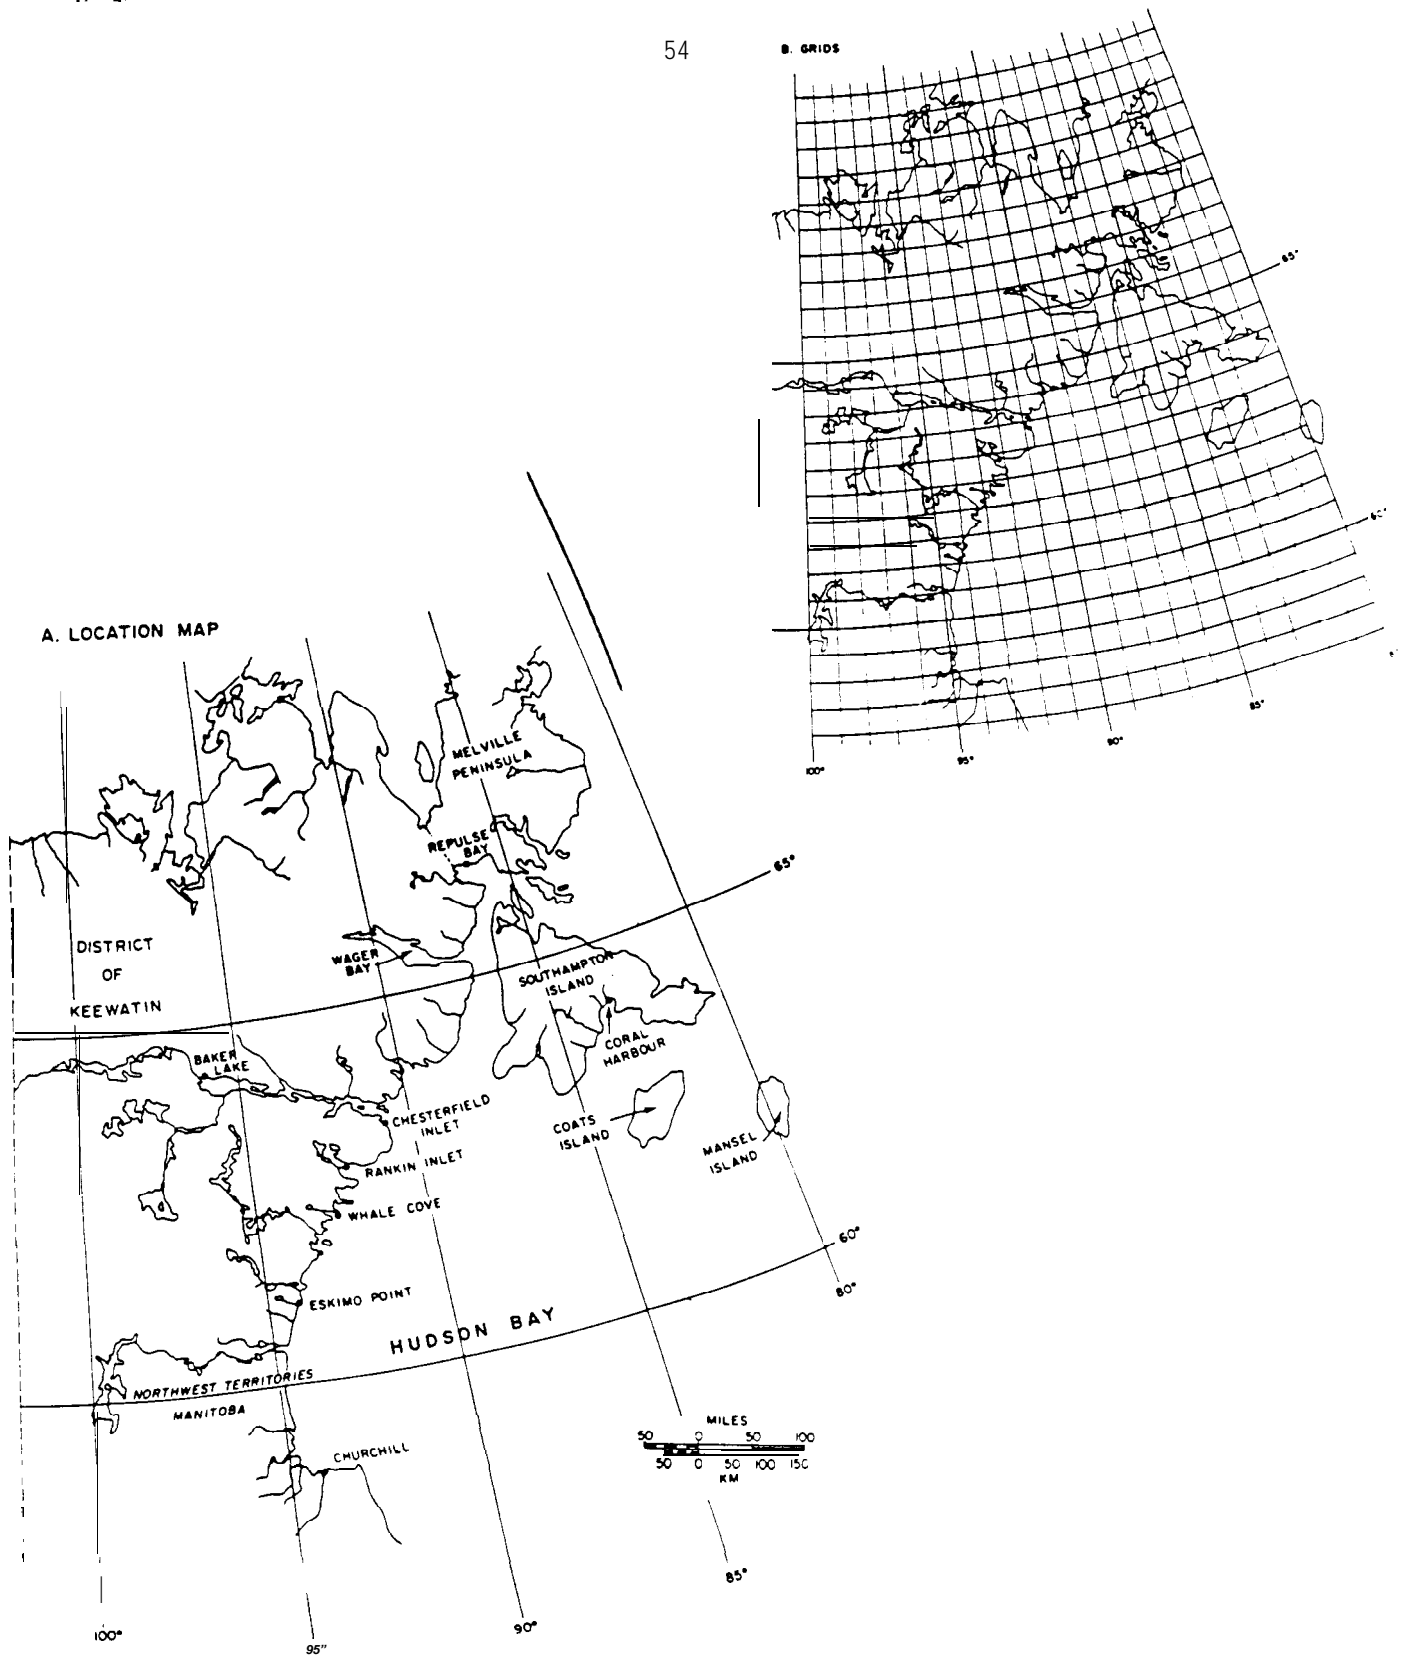 54
B. GRIDS
65°
60°
85°
90°
95°
100°
A. LOCATION MAP
MELVILLE
PENINSULA
REPULSE
BAY
65°
DISTRICT
OF
KEEWATIN
WAGER
BAY
SOUTHAMPTON
ISLAND
CORAL
HARBOUR
BAKER
LAKE
CHESTERFIELD
INLET
COATS
ISLAND
MANSEL
ISLAND
RANKIN INLET
WHALE COVE
60°
80°
ESKIMO POINT
HUDSON BAY
NORTHWEST TERRITORIES
MANITOBA
CHURCHILL
MILES
50 0 50 100
50 0 50 100 150
KM
85°
90°
100°
95"